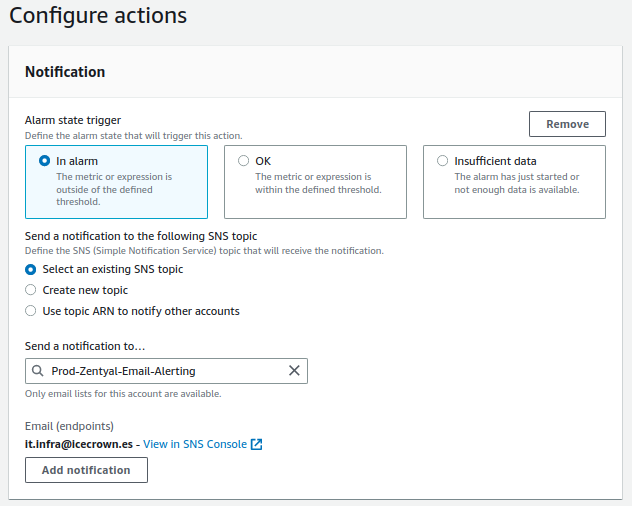 Configure actions
Notification
Alarm state trigger
Define the alarm state that will trigger this action.
Remove
In alarm
The metric or expression is
outside of the defined
threshold.
OK
The metric or expression is
within the defined threshold.
Insufficient data
The alarm has just started or
not enough data is available.
Send a notification to the following SNS topic
Define the SNS (Simple Notification Service) topic that will receive the notification.
Select an existing SNS topic
Create new topic
Use topic ARN to notify other accounts
Send a notification to…
Prod-Zentyal-Email-Alerting
Only email lists for this account are available.
Email (endpoints)
it.infra@icecrown.es - View in SNS Console
Add notification